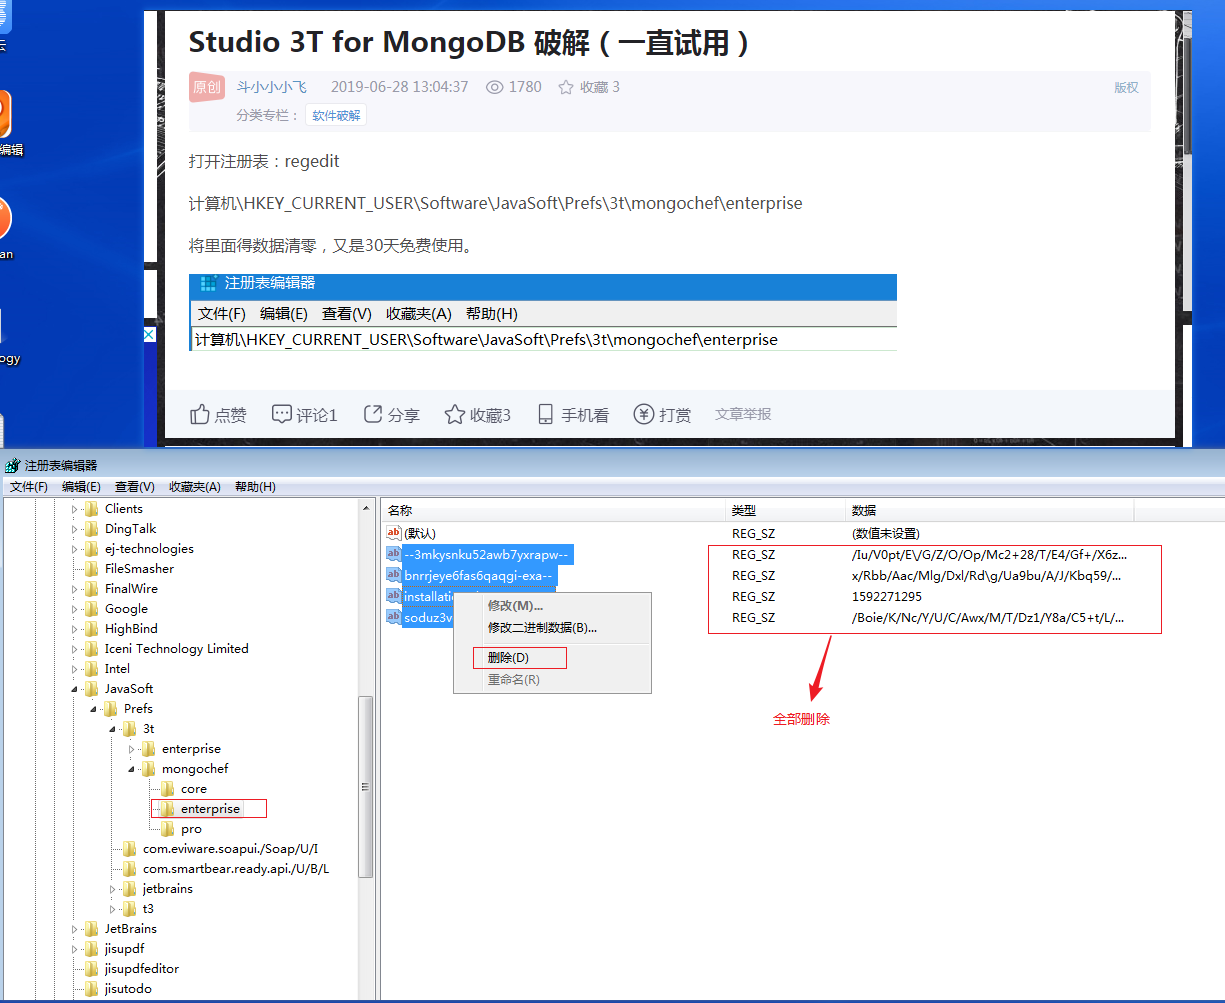 云
编辑
an
ogy
Studio 3T for MongoDB 破解（一直试用）
原创 斗小小小飞 2019-06-28 13:04:37 1780 收藏 3 版权
分类专栏： 软件破解
打开注册表：regedit
计算机\HKEY_CURRENT_USER\Software\JavaSoft\Prefs\3t\mongochef\enterprise
将里面得数据清零，又是30天免费使用。
注册表编辑器
文件(F) 编辑(E) 查看(V) 收藏夹(A) 帮助(H)
计算机\HKEY_CURRENT_USER\Software\JavaSoft\Prefs\3t\mongochef\enterprise
点赞 评论1 分享 收藏3 手机看 打赏 文章举报
注册表编辑器
文件(F) 编辑(E) 查看(V) 收藏夹(A) 帮助(H)
Clients
DingTalk
ej-technologies
FileSmasher
FinalWire
Google
HighBind
Iceni Technology Limited
Intel
JavaSoft
Prefs
3t
enterprise
mongochef
core
enterprise
pro
com.eviware.soapui./Soap/U/I
com.smartbear.ready.api./U/B/L
jetbrains
t3
JetBrains
jisupdf
jisupdfeditor
jisutodo
名称 类型 数据
(默认) REG_SZ (数值未设置)
--3mkysnku52awb7yxrapw-- REG_SZ /Iu/V0pt/E\/G/Z/O/Op/Mc2+28/T/E4/Gf+/X6z...
bnrrjeye6fas6qaqgi-exa-- REG_SZ x/Rbb/Aac/Mlg/Dxl/Rd\g/Ua9bu/A/J/Kbq59/...
installati REG_SZ 1592271295
soduz3v REG_SZ /Boie/K/Nc/Y/U/C/Awx/M/T/Dz1/Y8a/C5+t/L/...
修改(M)...
修改二进制数据(B)...
删除(D)
重命名(R)
全部删除